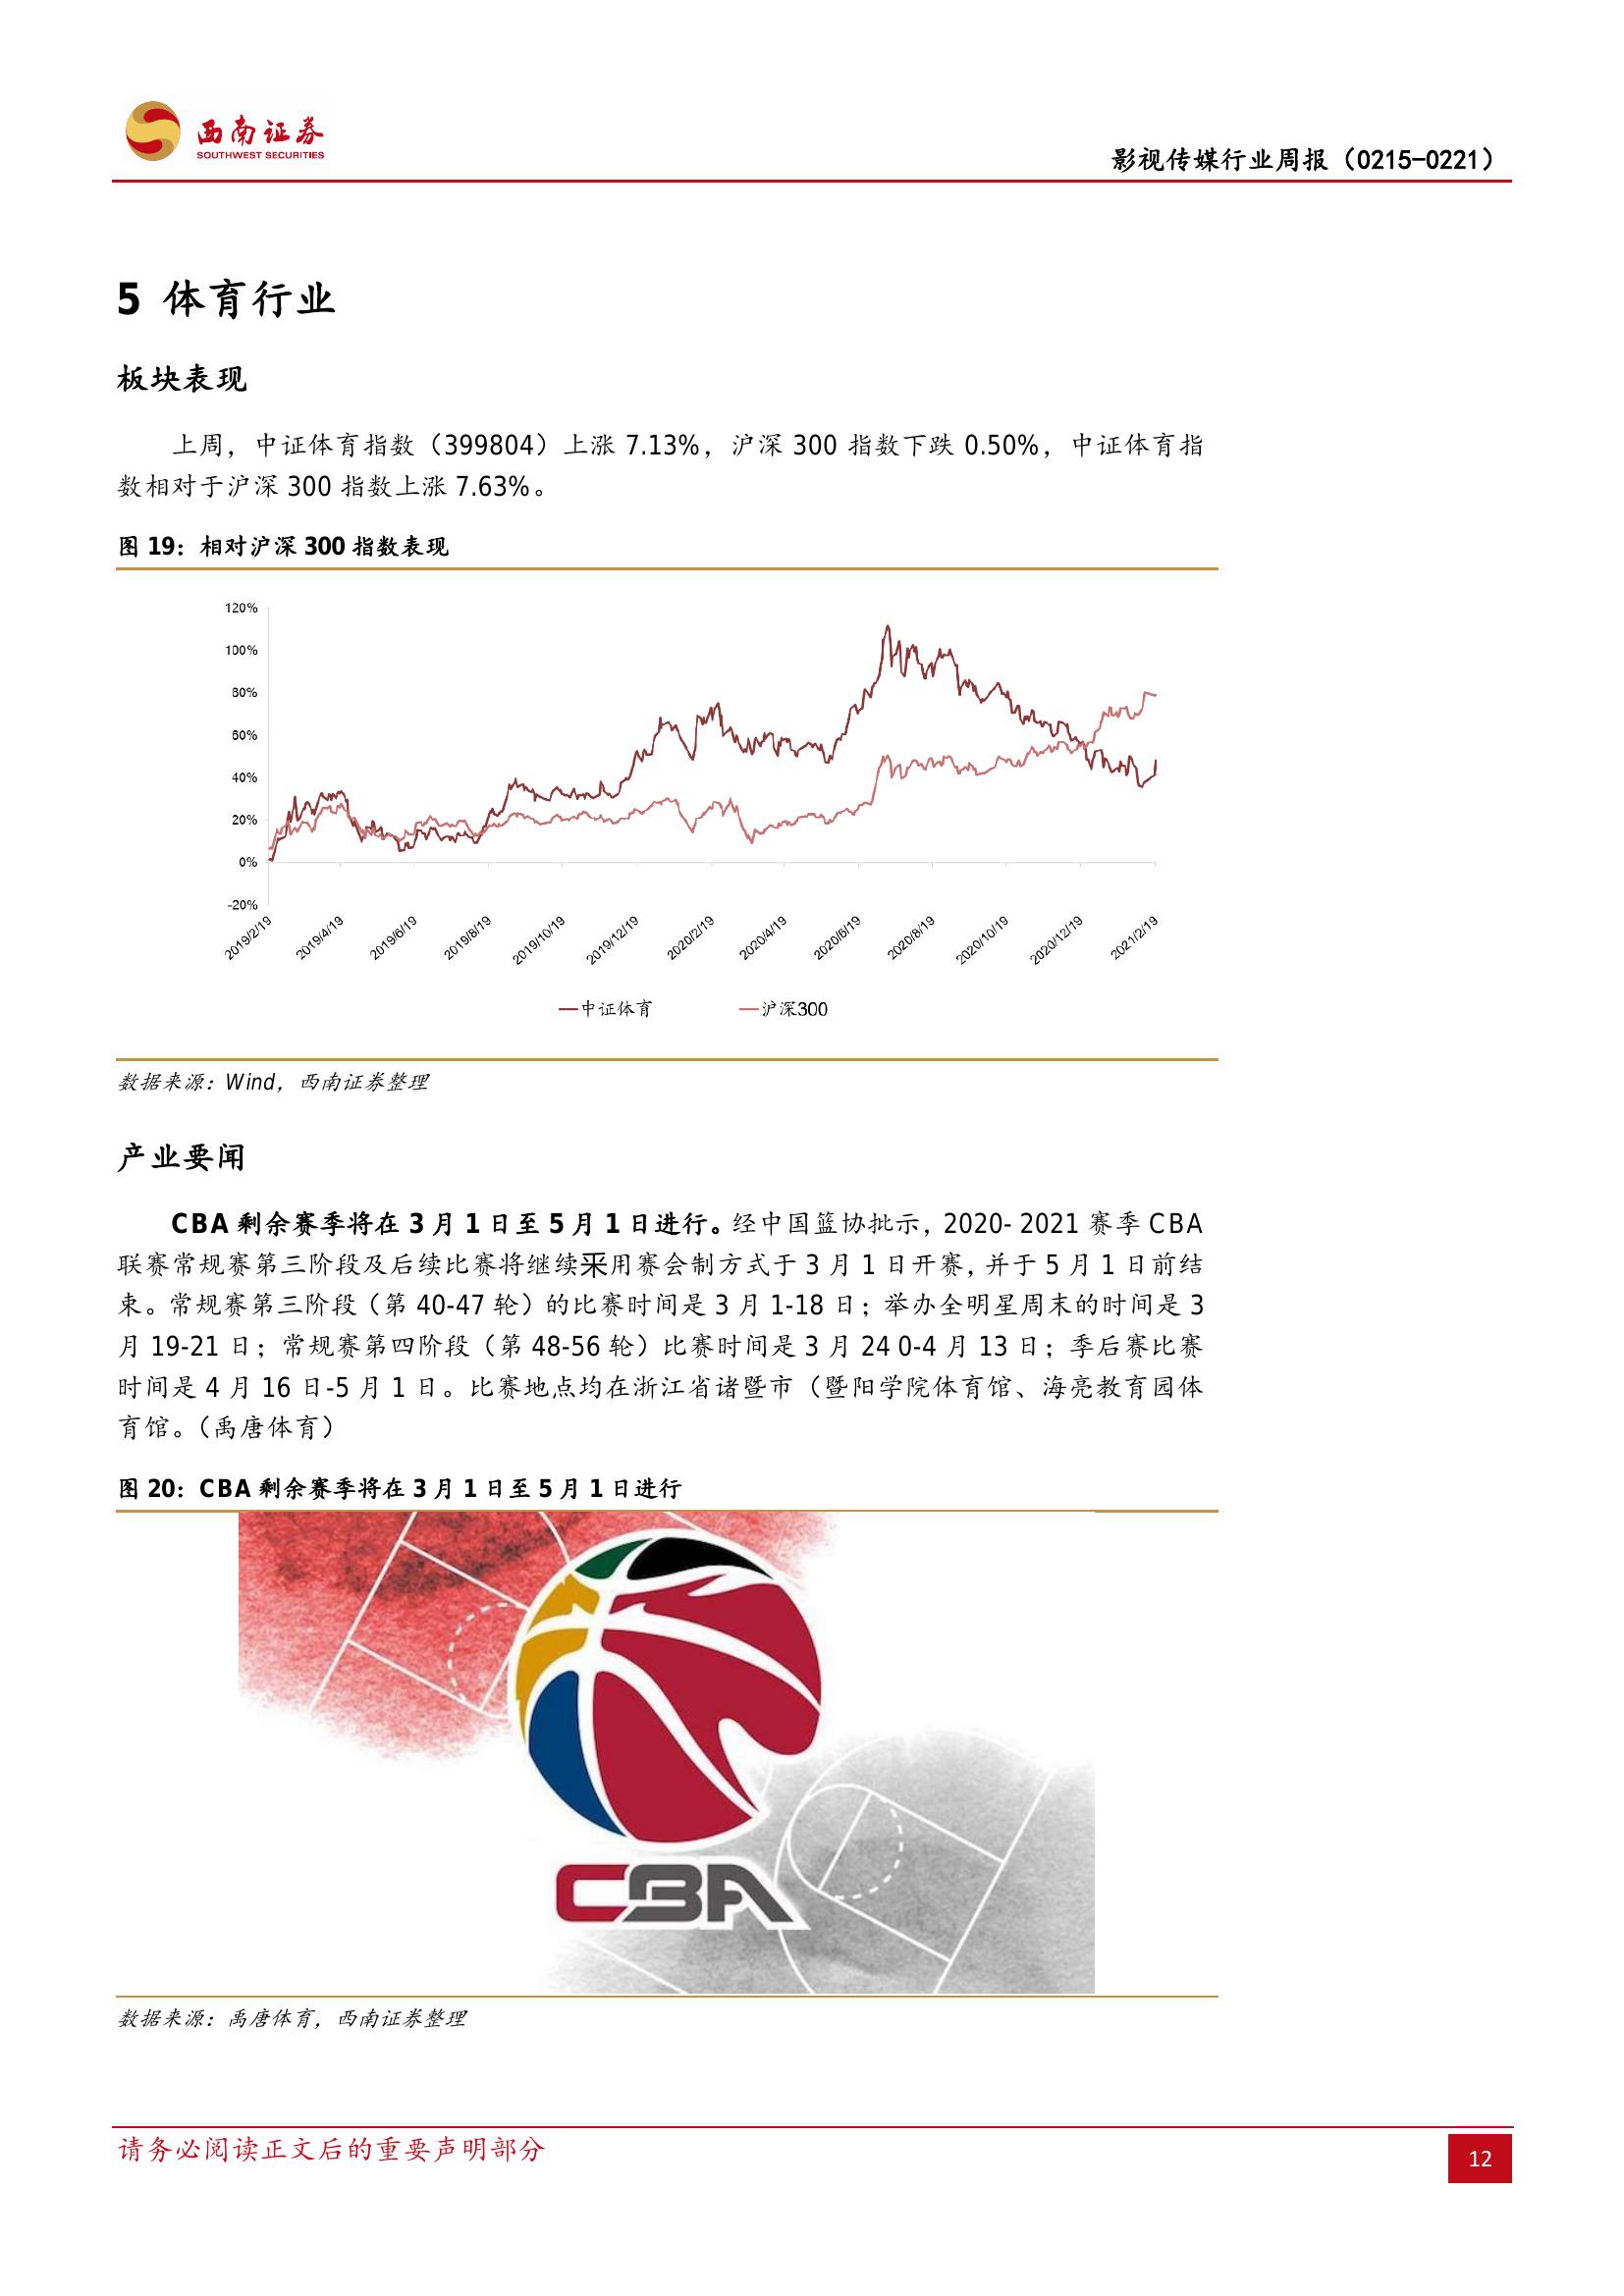 西南证券
SOUTHWEST SECURITIES
影视传媒行业周报（0215-0221）
5 体育行业
板块表现
上周，中证体育指数（399804）上涨 7.13%，沪深 300 指数下跌 0.50%，中证体育指
数相对于沪深 300 指数上涨 7.63%。
图 19：相对沪深 300 指数表现
120%
100%
80%
60%
40%
20%
0%
-20%
2019/2/19
2019/4/19
2019/6/19
2019/8/19
2019/10/19
2019/12/19
2020/2/19
2020/4/19
2020/6/19
2020/8/19
2020/10/19
2020/12/19
2021/2/19
中证体育 沪深300
数据来源：Wind，西南证券整理
产业要闻
CBA 剩余赛季将在 3 月 1 日至 5 月 1 日进行。经中国篮协批示，2020- 2021 赛季 CBA
联赛常规赛第三阶段及后续比赛将继续采用赛会制方式于 3 月 1 日开赛，并于 5 月 1 日前结
束。常规赛第三阶段（第 40-47 轮）的比赛时间是 3 月 1-18 日；举办全明星周末的时间是 3
月 19-21 日；常规赛第四阶段（第 48-56 轮）比赛时间是 3 月 24 0-4 月 13 日；季后赛比赛
时间是 4 月 16 日-5 月 1 日。比赛地点均在浙江省诸暨市（暨阳学院体育馆、海亮教育园体
育馆。（禹唐体育）
图 20：CBA 剩余赛季将在 3 月 1 日至 5 月 1 日进行
CBA
数据来源：禹唐体育，西南证券整理
请务必阅读正文后的重要声明部分
12